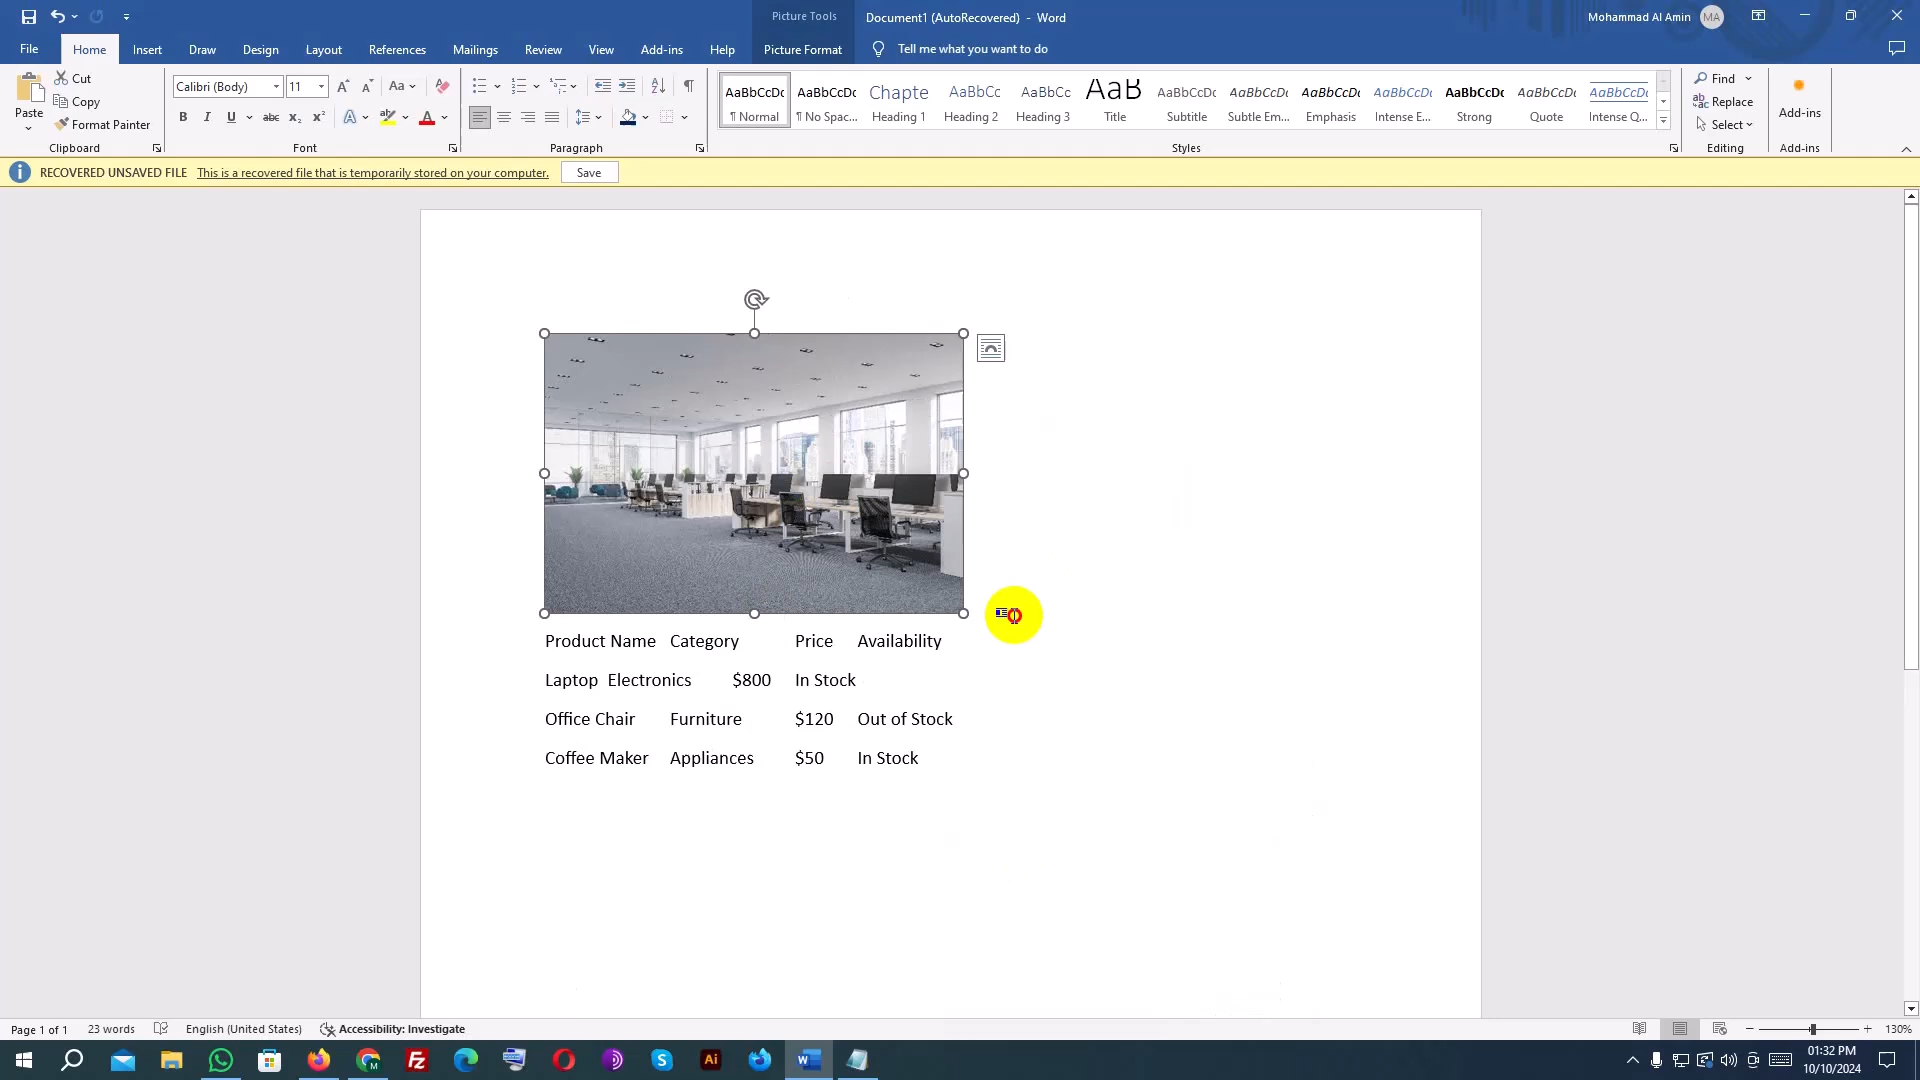 Picture Tools
Document1 (AutoRecovered) - Word
Mohammad Al Amin
MA
File
Home
Insert
Draw
Design
Layout
References
Mailings
Review
View
Add-ins
Help
Picture Format
Tell me what you want to do
Paste
Cut
Copy
Format Painter
Clipboard
Calibri (Body)
11
Font
Paragraph
AaBbCcDc
¶ Normal
AaBbCcDc
¶ No Spac...
Chapte
Heading 1
AaBbCc
Heading 2
AaBbCc
Heading 3
AaB
Title
AaBbCcDc
Subtitle
AaBbCcDc
Subtle Em...
AaBbCcDc
Emphasis
AaBbCcDc
Intense E...
AaBbCcDc
Strong
AaBbCcDc
Quote
AaBbCcDc
Intense Q...
Styles
Find
Replace
Select
Editing
Add-ins
Add-ins
RECOVERED UNSAVED FILE This is a recovered file that is temporarily stored on your computer. Save
Product Name Category Price Availability
Laptop Electronics $800 In Stock
Office Chair Furniture $120 Out of Stock
Coffee Maker Appliances $50 In Stock
Page 1 of 1 23 words English (United States) Accessibility: Investigate
130%
01:32 PM
10/10/2024